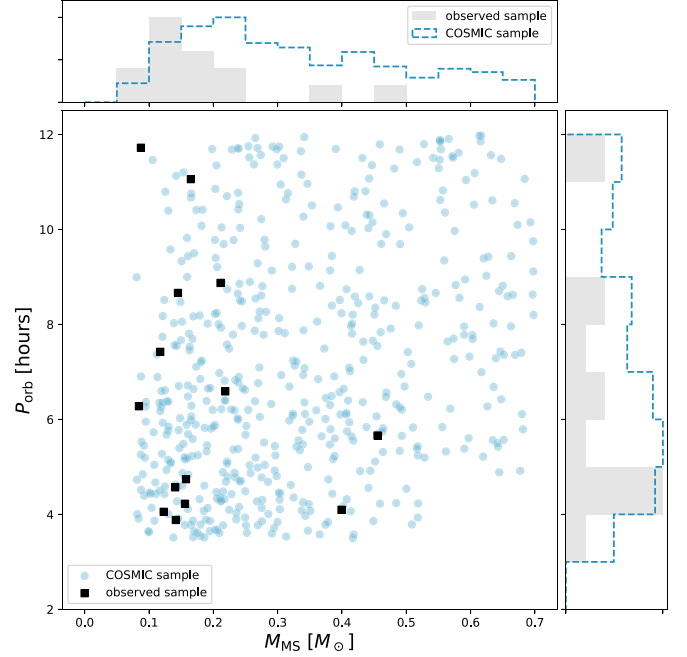 observed sample
COSMIC sample
12
10
8
6
4
2
P_orb [hours]
COSMIC sample
observed sample
0.0 0.1 0.2 0.3 0.4 0.5 0.6 0.7
M_MS [M_⊙]